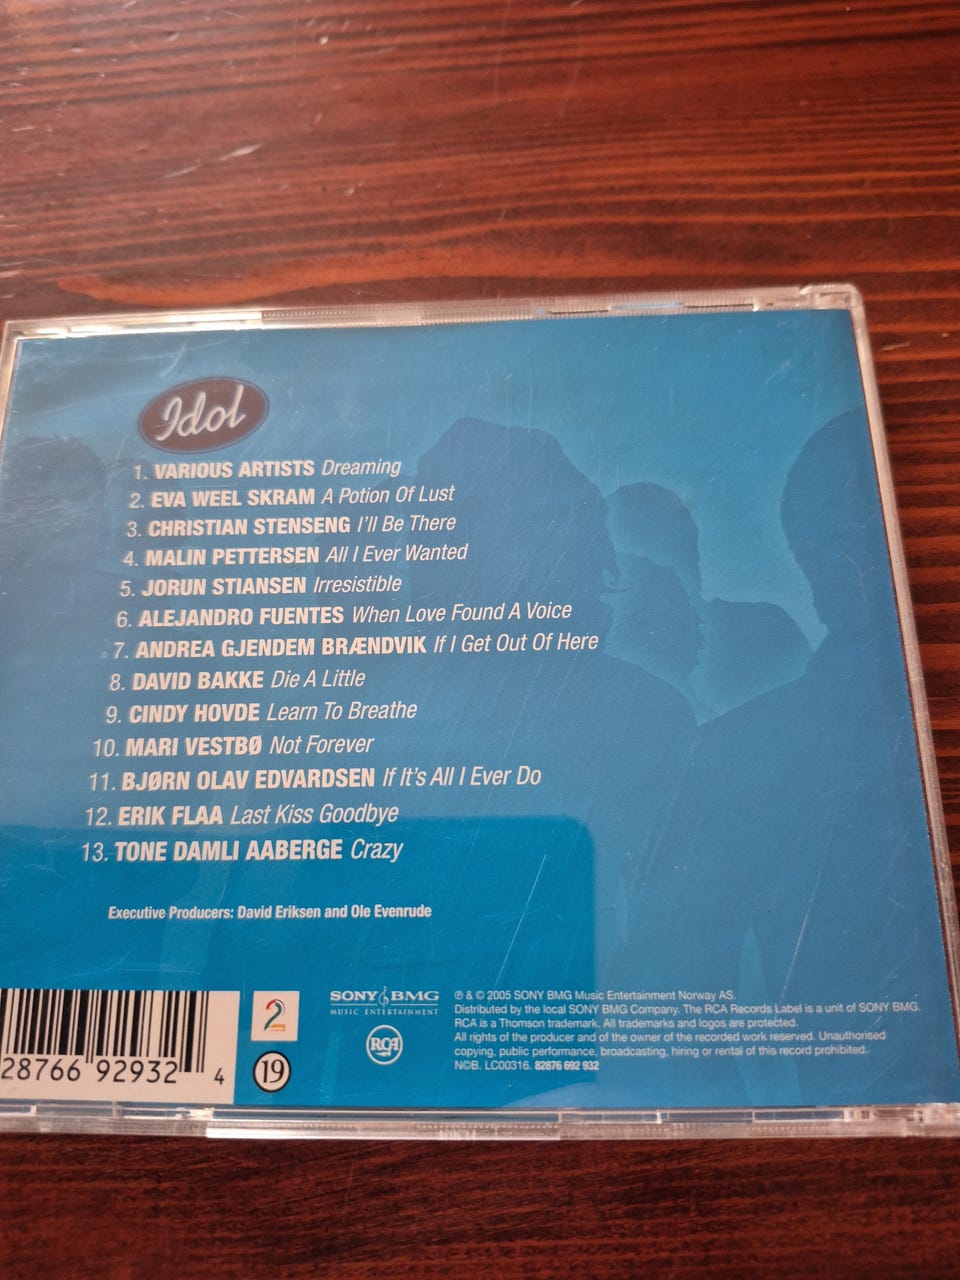 Idol
1. VARIOUS ARTISTS Dreaming
2. EVA WEEL SKRAM A Potion Of Lust
3. CHRISTIAN STENSENG I'll Be There
4. MALIN PETTERSEN All I Ever Wanted
5. JORUN STIANSEN Irresistible
6. ALEJANDRO FUENTES When Love Found A Voice
7. ANDREA GJENDEM BRÆNDVIK If I Get Out Of Here
8. DAVID BAKKE Die A Little
9. CINDY HOVDE Learn To Breathe
10. MARI VESTBØ Not Forever
11. BJØRN OLAV EDVARDSEN If It's All I Ever Do
12. ERIK FLAA Last Kiss Goodbye
13. TONE DAMLI AABERGE Crazy
Executive Producers: David Eriksen and Ole Evenrude
28766 92932 4
2
19
SONY BMG
MUSIC ENTERTAINMENT
RCA
℗ & © 2005 SONY BMG Music Entertainment Norway AS.
Distributed by the local SONY BMG Company. The RCA Records Label is a unit of SONY BMG.
RCA is a Thomson trademark. All trademarks and logos are protected.
All rights of the producer and of the owner of the recorded work reserved. Unauthorised
copying, public performance, broadcasting, hiring or rental of this record prohibited.
N©B. LC00316. 82876 692 932